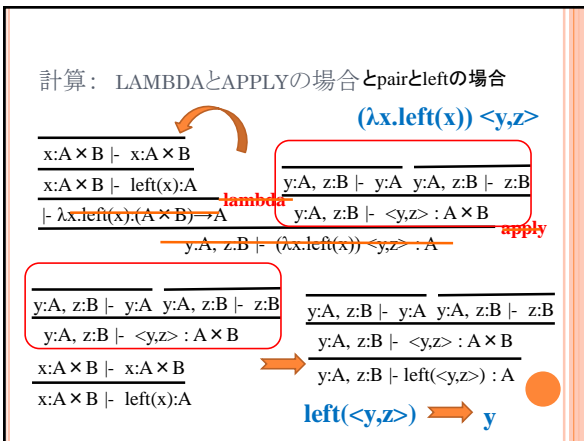 計算： LAMBDAとAPPLYの場合とpairとleftの場合
(λx.left(x)) <y,z>
x:A×B |- x:A×B
x:A×B |- left(x):A
lambda
|- λx.left(x):(A×B)→A
y:A, z:B |- y:A y:A, z:B |- z:B
y:A, z:B |- <y,z> : A×B
apply
y:A, z:B |- (λx.left(x)) <y,z> : A
y:A, z:B |- y:A y:A, z:B |- z:B
y:A, z:B |- <y,z> : A×B
x:A×B |- x:A×B
x:A×B |- left(x):A
y:A, z:B |- y:A y:A, z:B |- z:B
y:A, z:B |- <y,z> : A×B
y:A, z:B |- left(<y,z>) : A
left(<y,z>) y